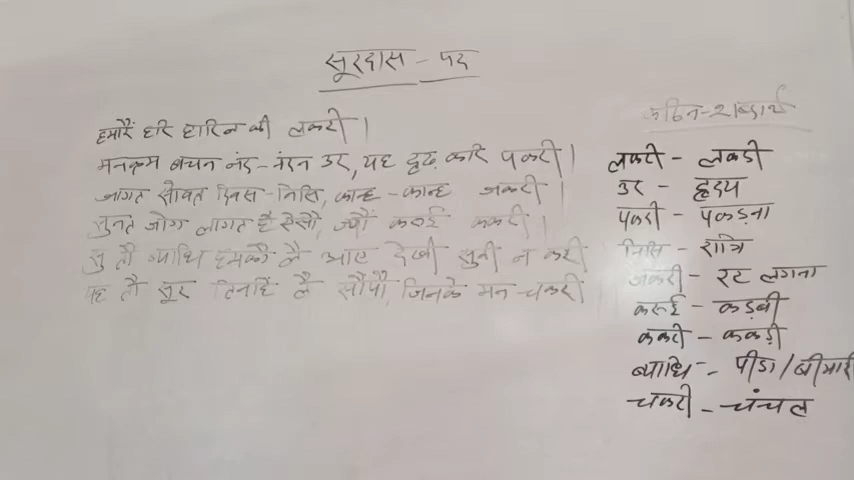 सूरदास - पद
हमारैं हरि हारिल की लकरी।
मनक्रम बचन नंद-नंदन उर, यह दृढ़ करि पकरी।
जागत सोवत दिवस-निसि, कान्ह-कान्ह जकरी।
सुनत जोग लागत है ऐसौ, ज्यौं करुई ककरी।
सु तौ ब्याधि हमकौ लै आए देखी सुनी न करी
यह तौ सूर तिनहिं लै सौंपौ, जिनके मन-चकरी
कठिन-शब्दार्थ
लकरी - लकड़ी
उर - हृदय
पकरी - पकड़ना
निसि - रात्रि
जकरी - रट लगना
करुई - कड़वी
ककरी - ककड़ी
ब्याधि - पीडा/बीमारी
चकरी - चंचल